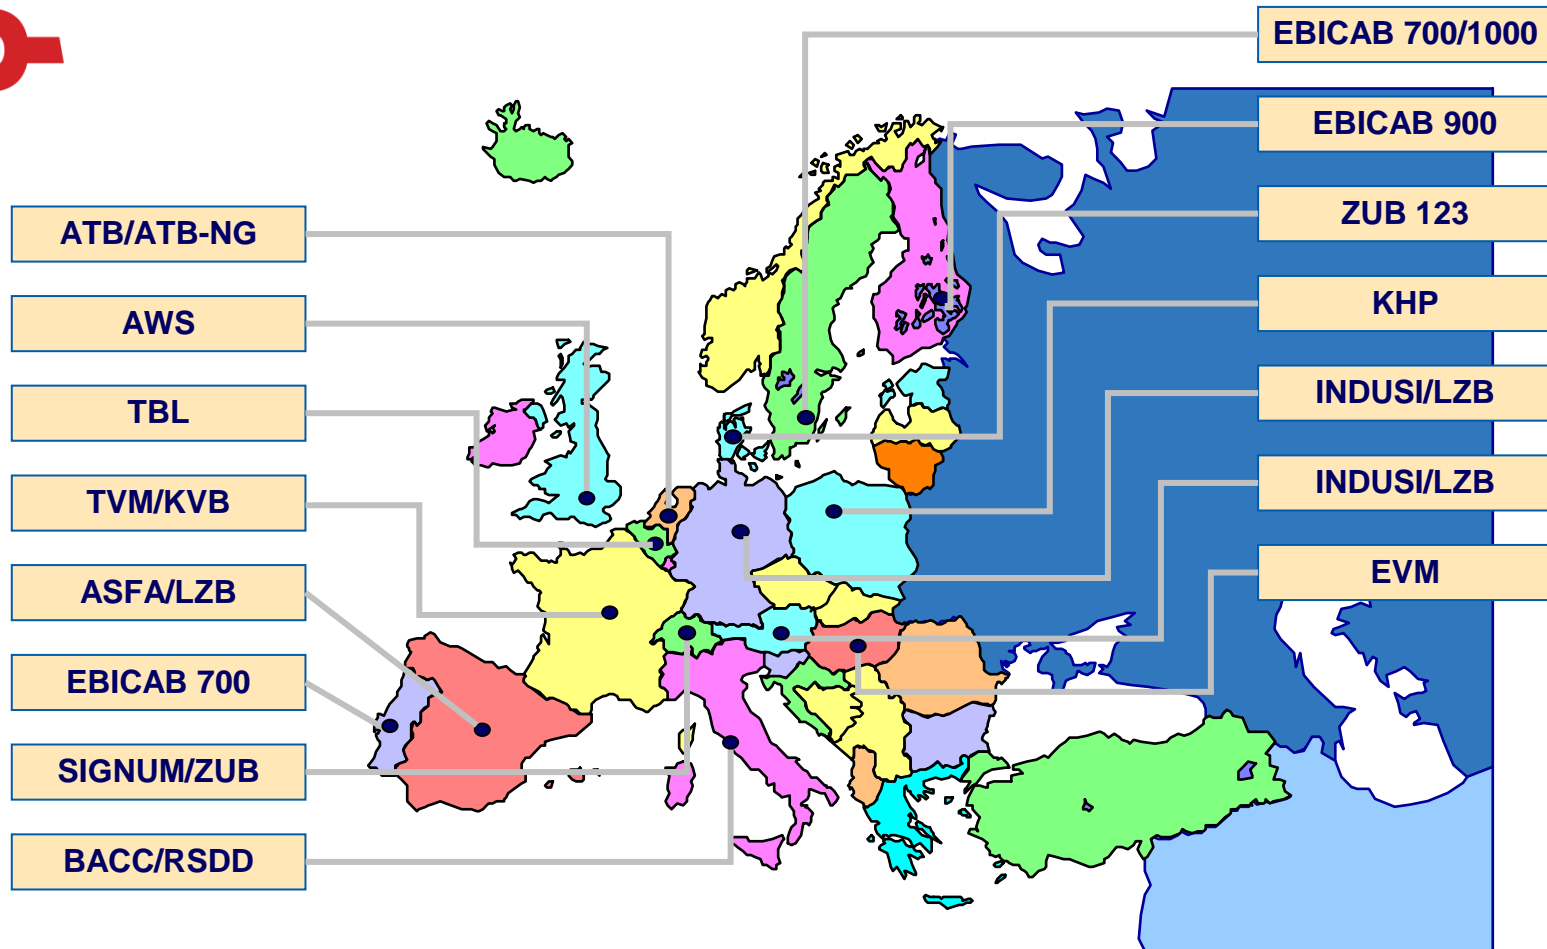 EBICAB 700/1000
EBICAB 900
ZUB 123
KHP
INDUSI/LZB
INDUSI/LZB
EVM
ATB/ATB-NG
AWS
TBL
TVM/KVB
ASFA/LZB
EBICAB 700
SIGNUM/ZUB
BACC/RSDD